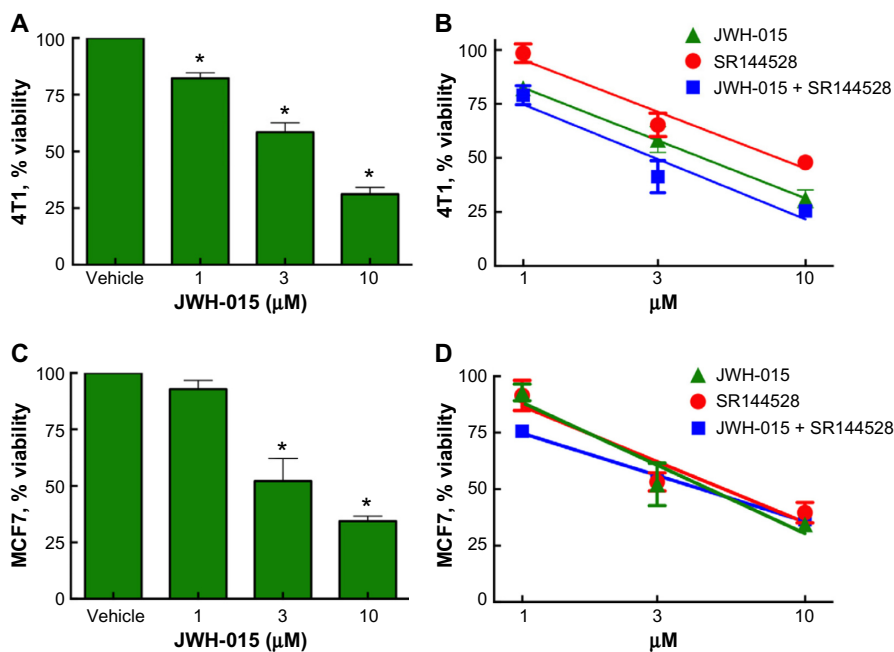 A
4T1, % viability
100
75
50
25
0
*
*
*
Vehicle 1 3 10
JWH-015 (μM)
B
4T1, % viability
100
75
50
25
0
JWH-015
SR144528
JWH-015 + SR144528
1 3 10
μM
C
MCF7, % viability
100
75
50
25
0
*
*
Vehicle 1 3 10
JWH-015 (μM)
D
MCF7, % viability
100
75
50
25
0
JWH-015
SR144528
JWH-015 + SR144528
1 3 10
μM